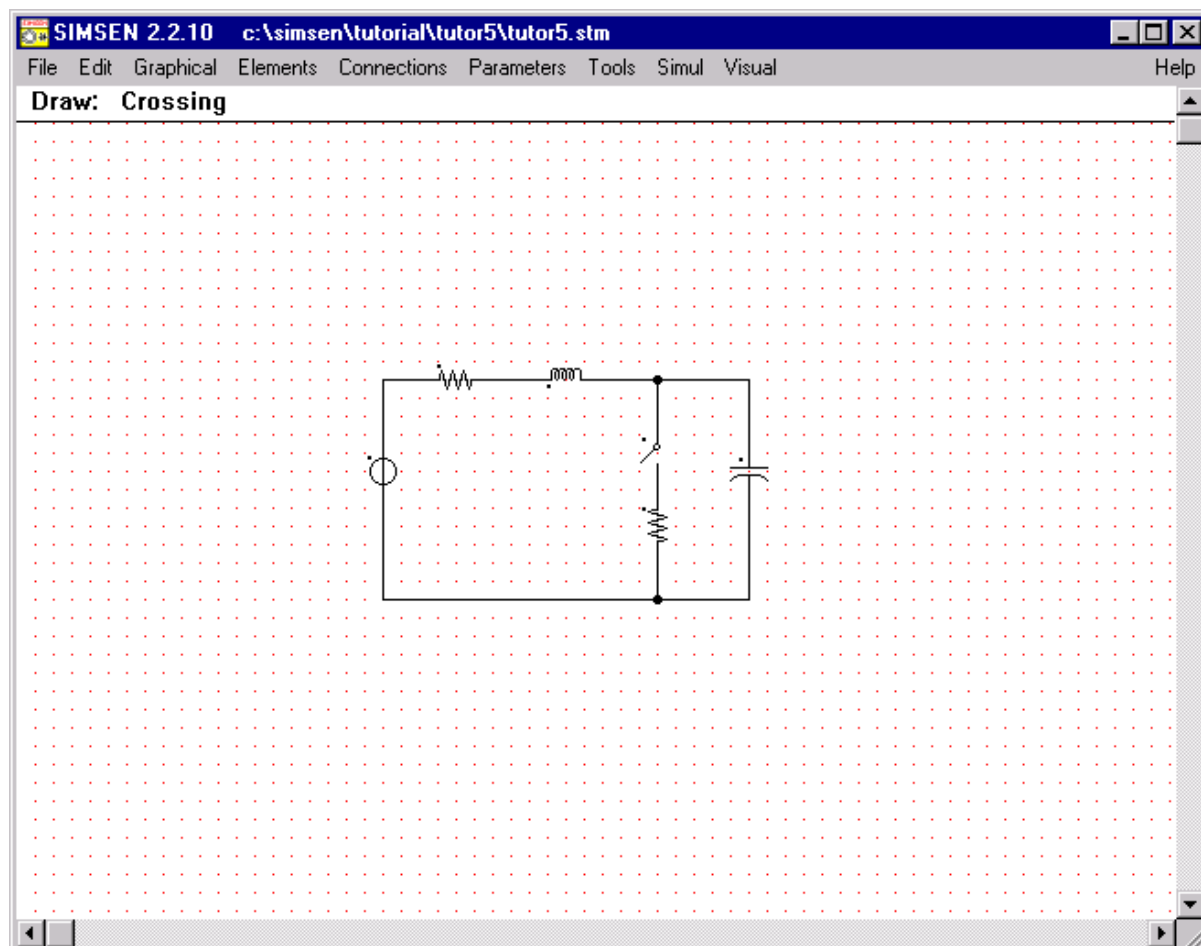 SIMSEN 2.2.10 c:\simsen\tutorial\tutor5\tutor5.stm
File Edit Graphical Elements Connections Parameters Tools Simul Visual Help
Draw: Crossing